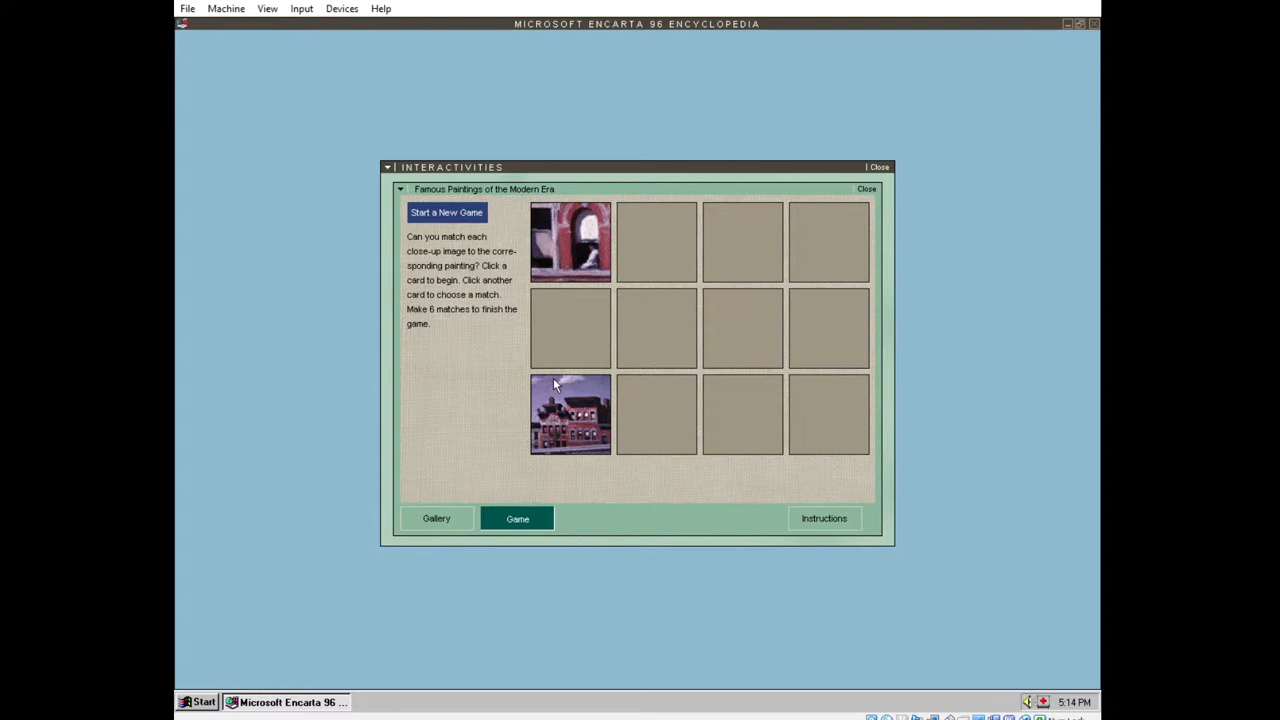 File Machine View Input Devices Help
MICROSOFT ENCARTA 96 ENCYCLOPEDIA
INTERACTIVITIES Close
Famous Paintings of the Modern Era Close
Start a New Game
Can you match each
close-up image to the corre-
sponding painting? Click a
card to begin. Click another
card to choose a match.
Make 6 matches to finish the
game.
Gallery Game Instructions
Start Microsoft Encarta 96 ... 5:14 PM